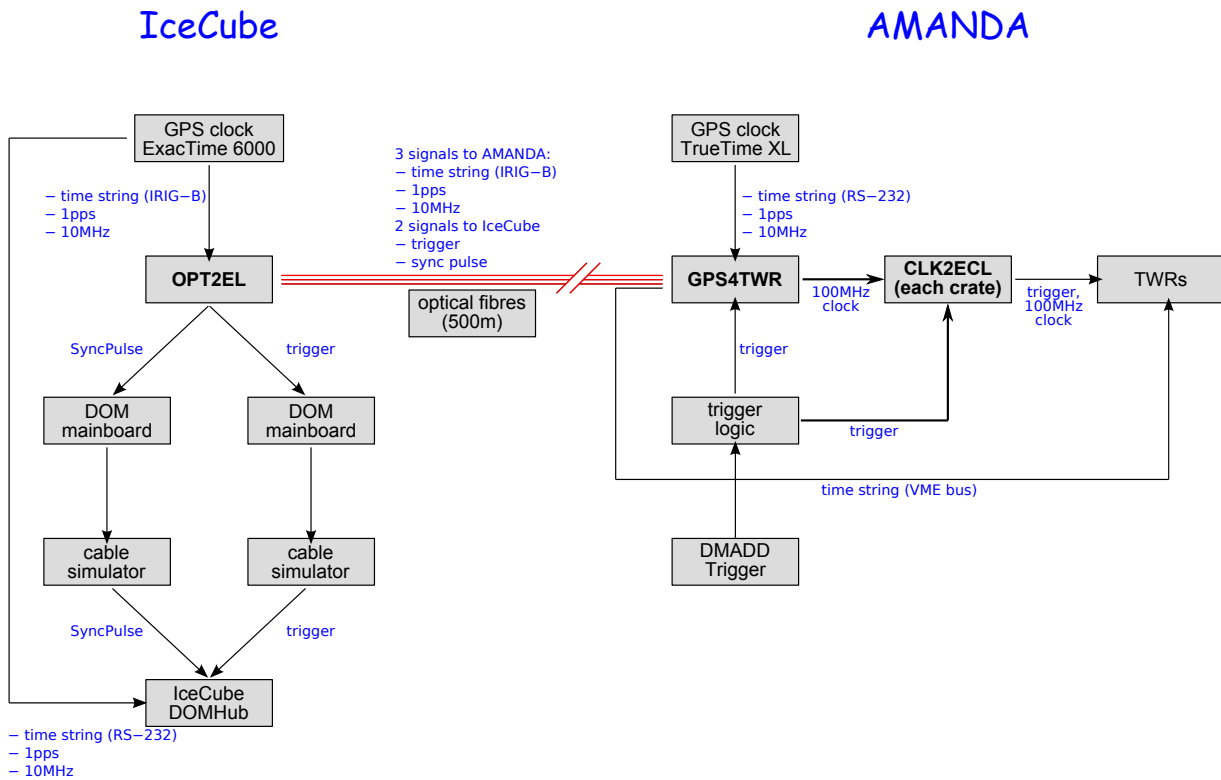 IceCube
AMANDA
GPS clock
ExacTime 6000
GPS clock
TrueTime XL
3 signals to AMANDA:
− time string (IRIG−B)
− 1pps
− 10MHz
2 signals to IceCube
− trigger
− sync pulse
− time string (IRIG−B)
− 1pps
− 10MHz
− time string (RS−232)
− 1pps
− 10MHz
OPT2EL
optical fibres
(500m)
GPS4TWR
100MHz
clock
CLK2ECL
(each crate)
trigger,
100MHz
clock
TWRs
SyncPulse
trigger
trigger
DOM
mainboard
DOM
mainboard
trigger
logic
trigger
time string (VME bus)
cable
simulator
cable
simulator
DMADD
Trigger
SyncPulse
trigger
IceCube
DOMHub
− time string (RS−232)
− 1pps
− 10MHz